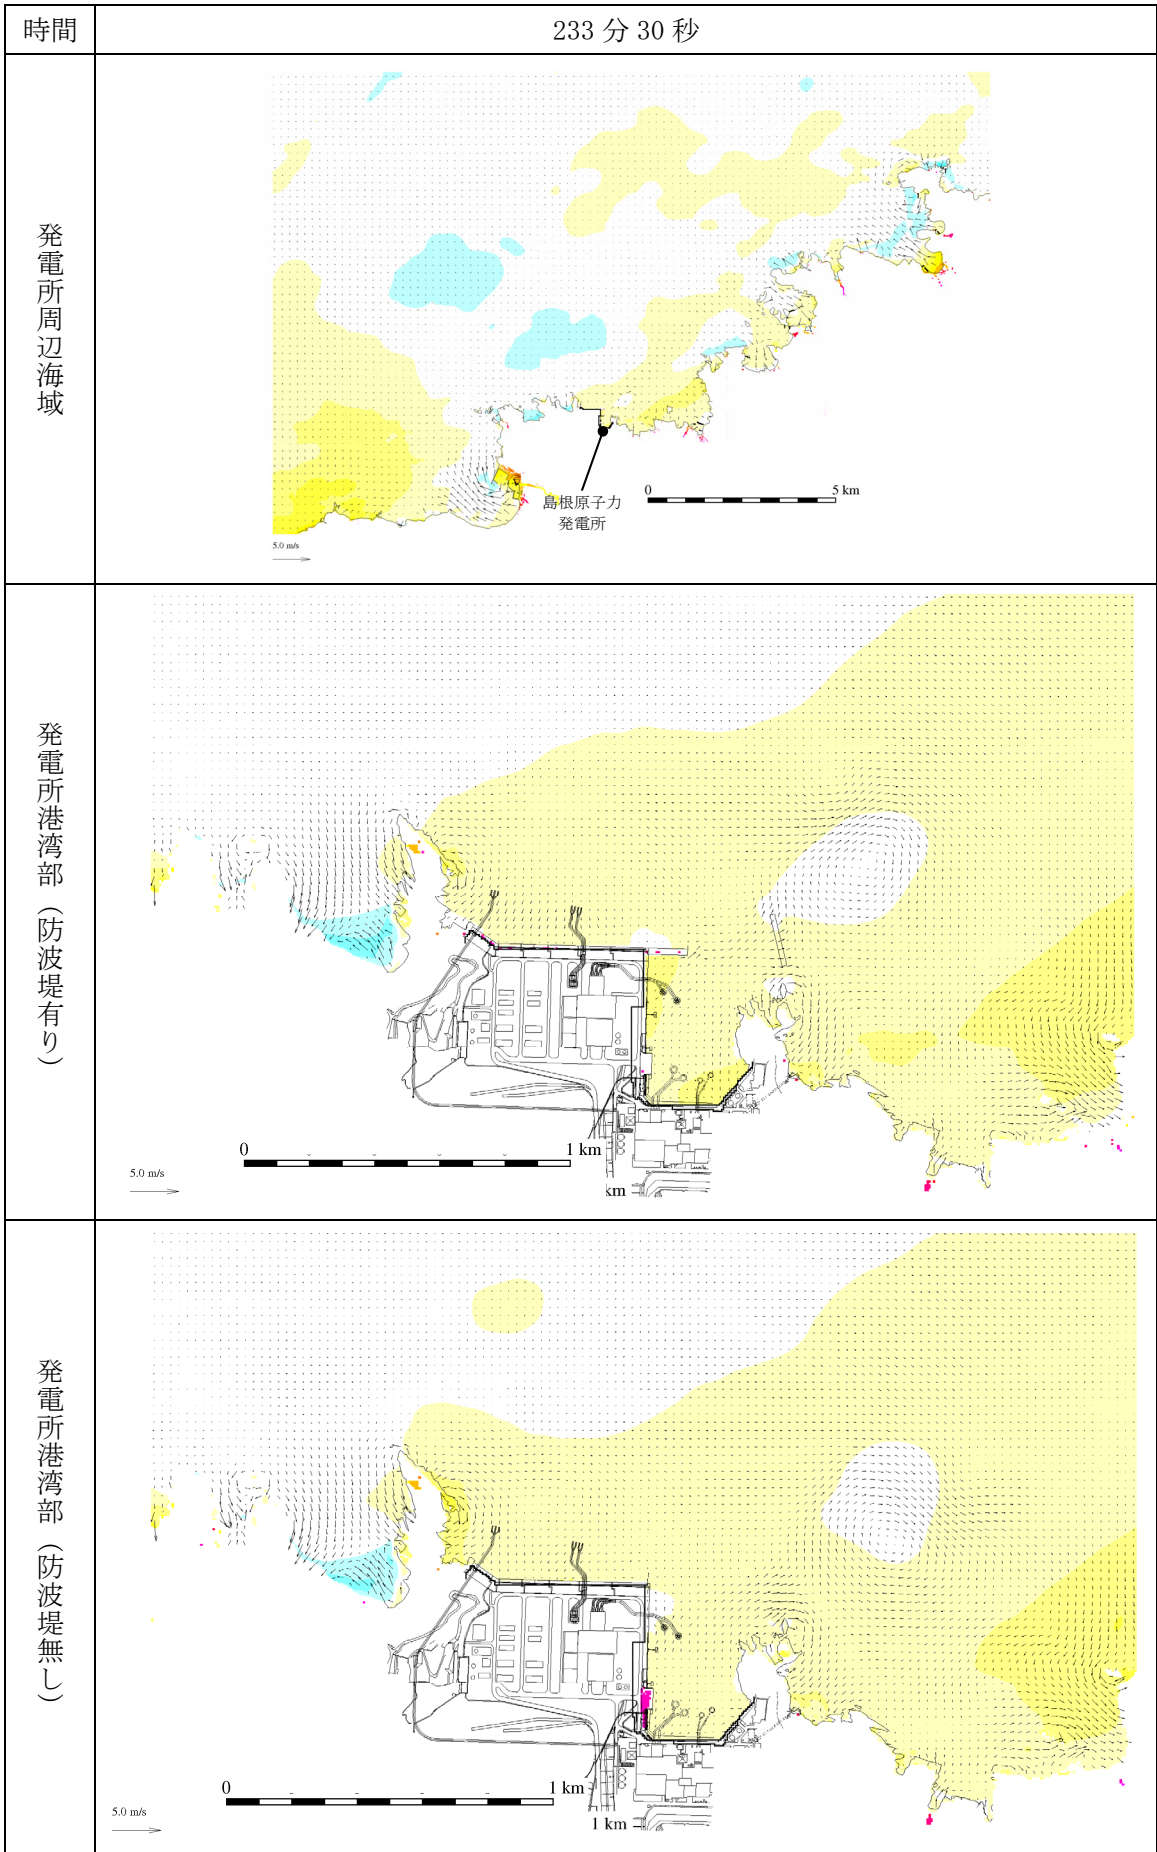 時間
233 分 30 秒
発電所周辺海域
島根原子力
発電所
0
5 km
5.0 m/s
発電所港湾部（防波堤有り）
0
1 km
km
5.0 m/s
発電所港湾部（防波堤無し）
0
1 km
1 km
5.0 m/s